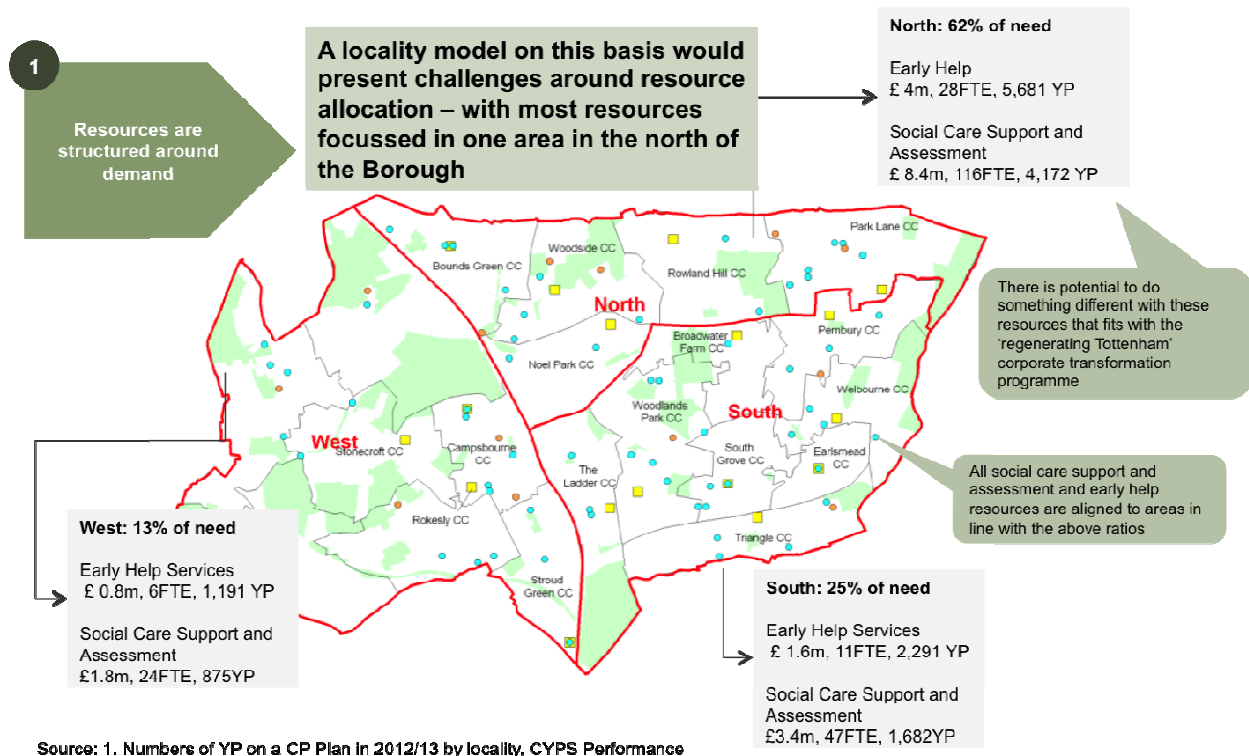 1
Resources are
structured around
demand
A locality model on this basis would
present challenges around resource
allocation – with most resources
focussed in one area in the north of
the Borough
North: 62% of need
Early Help
£ 4m, 28FTE, 5,681 YP
Social Care Support and
Assessment
£ 8.4m, 116FTE, 4,172 YP
There is potential to do
something different with these
resources that fits with the
‘regenerating Tottenham’
corporate transformation
programme
All social care support and
assessment and early help
resources are aligned to areas in
line with the above ratios
Park Lane CC
Woodside CC
Bounds Green CC
Rowland Hill CC
North
Pembury CC
Broadwater
Farm CC
Noel Park CC
Welbourne CC
Woodlands
Park CC
South
West
Stonecroft CC
Campsbourne
CC
The
Ladder CC
South
Grove CC
Earlsmead
CC
Rokesly CC
Triangle CC
Stroud
Green CC
West: 13% of need
Early Help Services
£ 0.8m, 6FTE, 1,191 YP
Social Care Support and
Assessment
£1.8m, 24FTE, 875YP
South: 25% of need
Early Help Services
£ 1.6m, 11FTE, 2,291 YP
Social Care Support and
Assessment
£3.4m, 47FTE, 1,682YP
Source: 1. Numbers of YP on a CP Plan in 2012/13 by locality, CYPS Performance